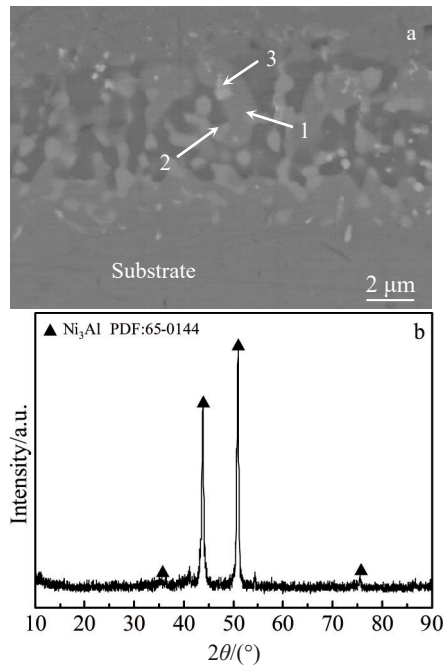 a
3
1
2
Substrate
2 μm
▲ Ni₃Al PDF:65-0144
b
Intensity/a.u.
10 20 30 40 50 60 70 80 90
2θ/(°)